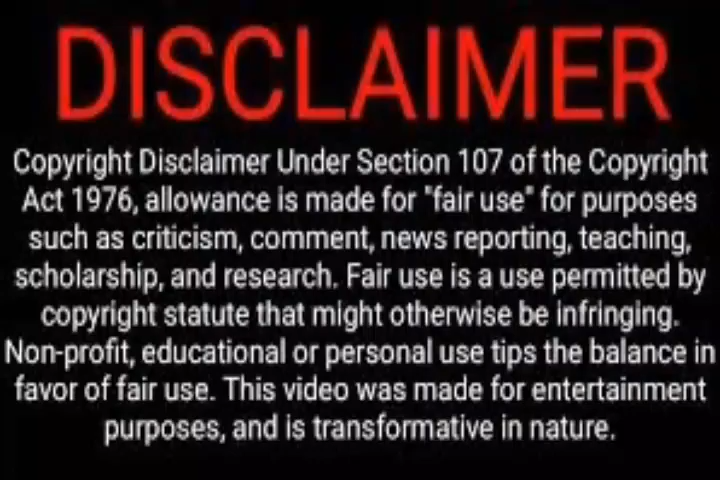 DISCLAIMER
Copyright Disclaimer Under Section 107 of the Copyright
Act 1976, allowance is made for "fair use" for purposes
such as criticism, comment, news reporting, teaching,
scholarship, and research. Fair use is a use permitted by
copyright statute that might otherwise be infringing.
Non-profit, educational or personal use tips the balance in
favor of fair use. This video was made for entertainment
purposes, and is transformative in nature.